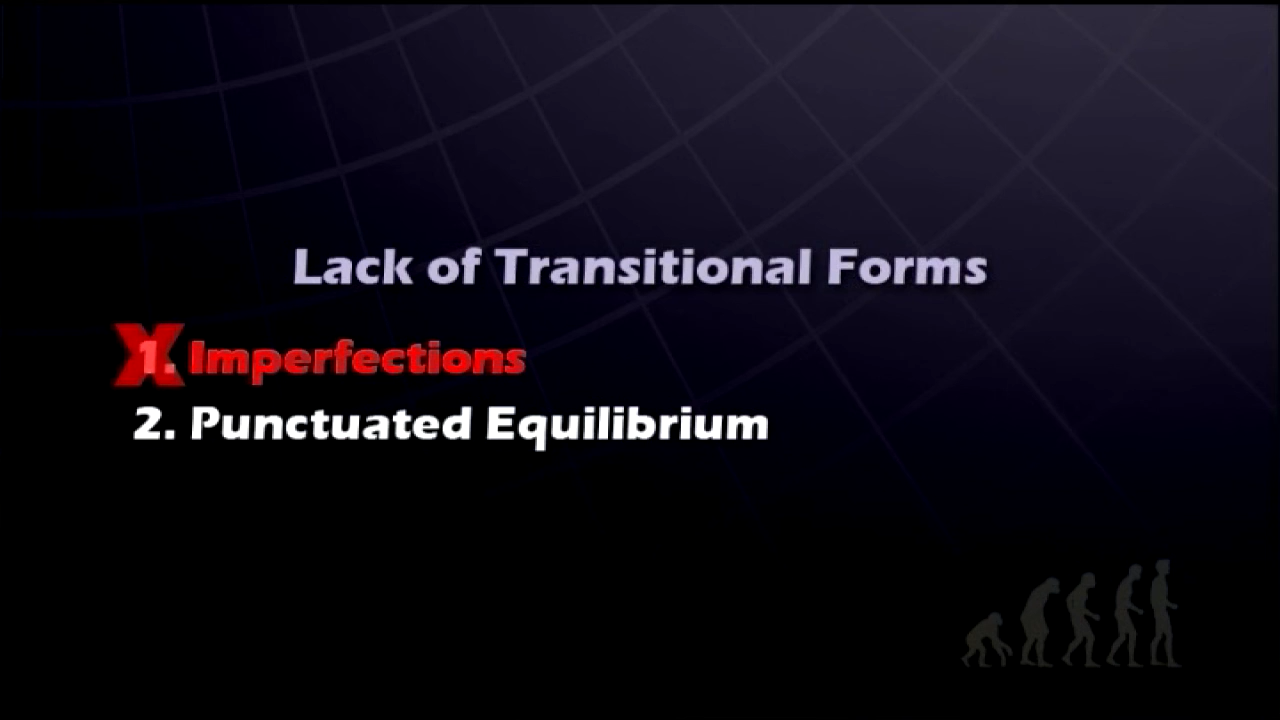 Lack of Transitional Forms
1. Imperfections
2. Punctuated Equilibrium